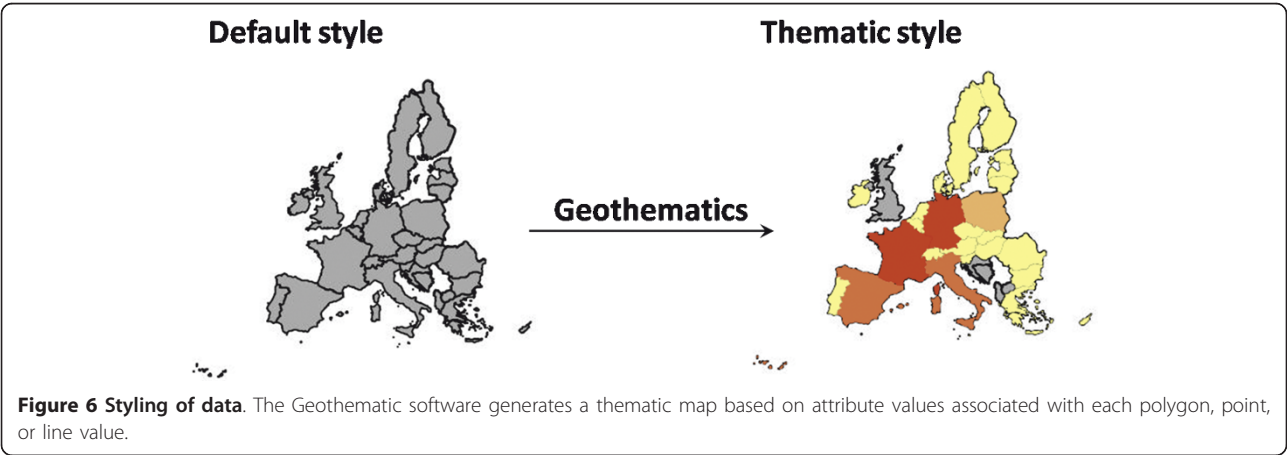 Default style
Thematic style
Geothematics
Figure 6 Styling of data. The Geothematic software generates a thematic map based on attribute values associated with each polygon, point,
or line value.